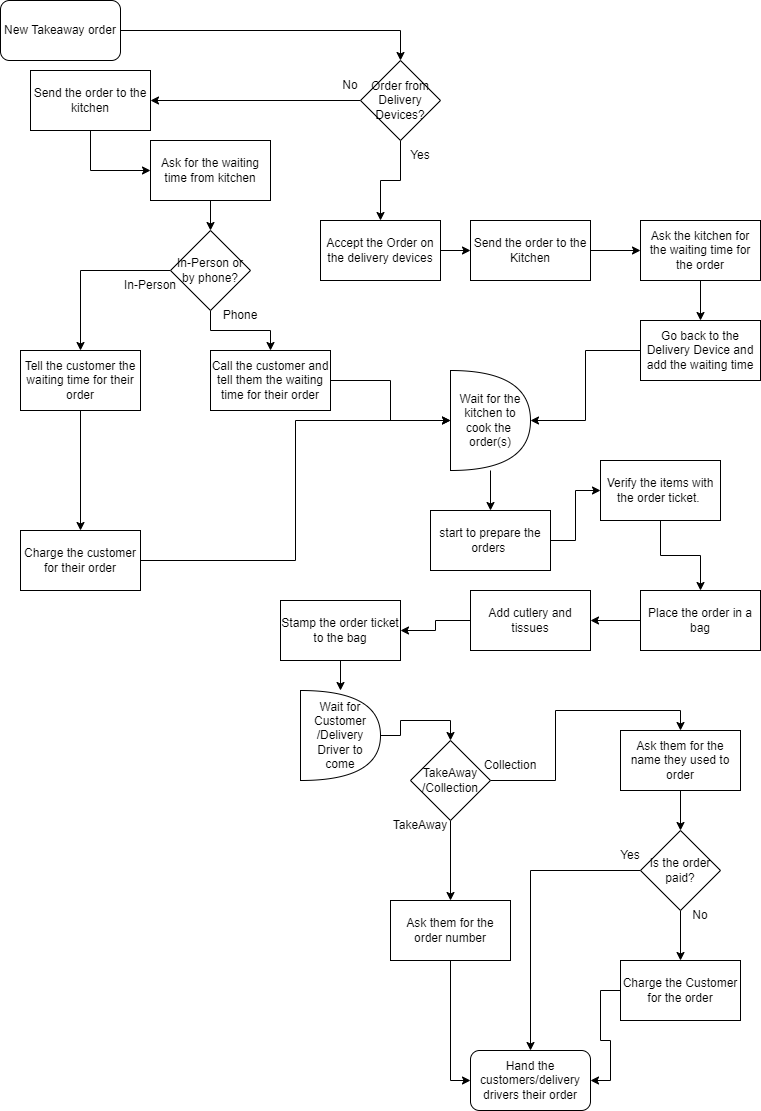 New Takeaway order
Order from
Delivery
Devices?
No
Yes
Send the order to the
kitchen
Ask for the waiting
time from kitchen
In-Person or
by phone?
In-Person
Phone
Accept the Order on
the delivery devices
Send the order to the
Kitchen
Ask the kitchen for
the waiting time for
the order
Go back to the
Delivery Device and
add the waiting time
Tell the customer the
waiting time for their
order
Call the customer and
tell them the waiting
time for their order
Wait for the
kitchen to
cook the
order(s)
Charge the customer
for their order
start to prepare the
orders
Verify the items with
the order ticket.
Place the order in a
bag
Add cutlery and
tissues
Stamp the order ticket
to the bag
Wait for
Customer
/Delivery
Driver to
come
TakeAway
/Collection
Collection
TakeAway
Ask them for the
name they used to
order
Is the order
paid?
Yes
No
Ask them for the
order number
Charge the Customer
for the order
Hand the
customers/delivery
drivers their order